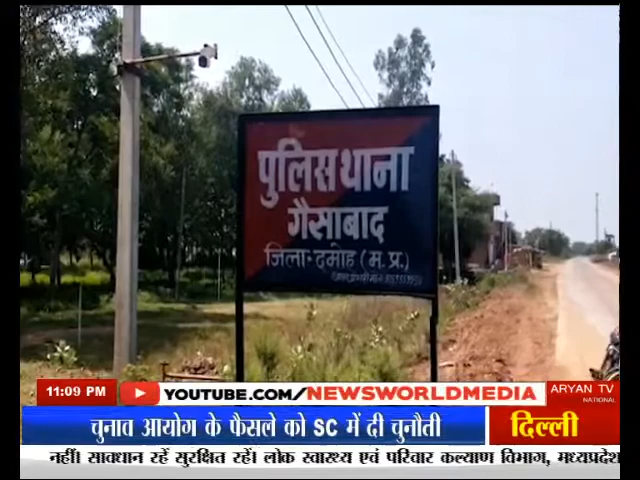 पुलिस थाना
गैसाबाद
जिला-दमोह (म.प्र.)
11:09 PM
YOUTUBE.COM/NEWSWORLDMEDIA
ARYAN TV
NATIONAL
चुनाव आयोग के फैसले को SC में दी चुनौती
दिल्ली
नहीं। सावधान रहें सुरक्षित रहें। लोक स्वास्थ्य एवं परिवार कल्याण विभाग, मध्यप्रदेश